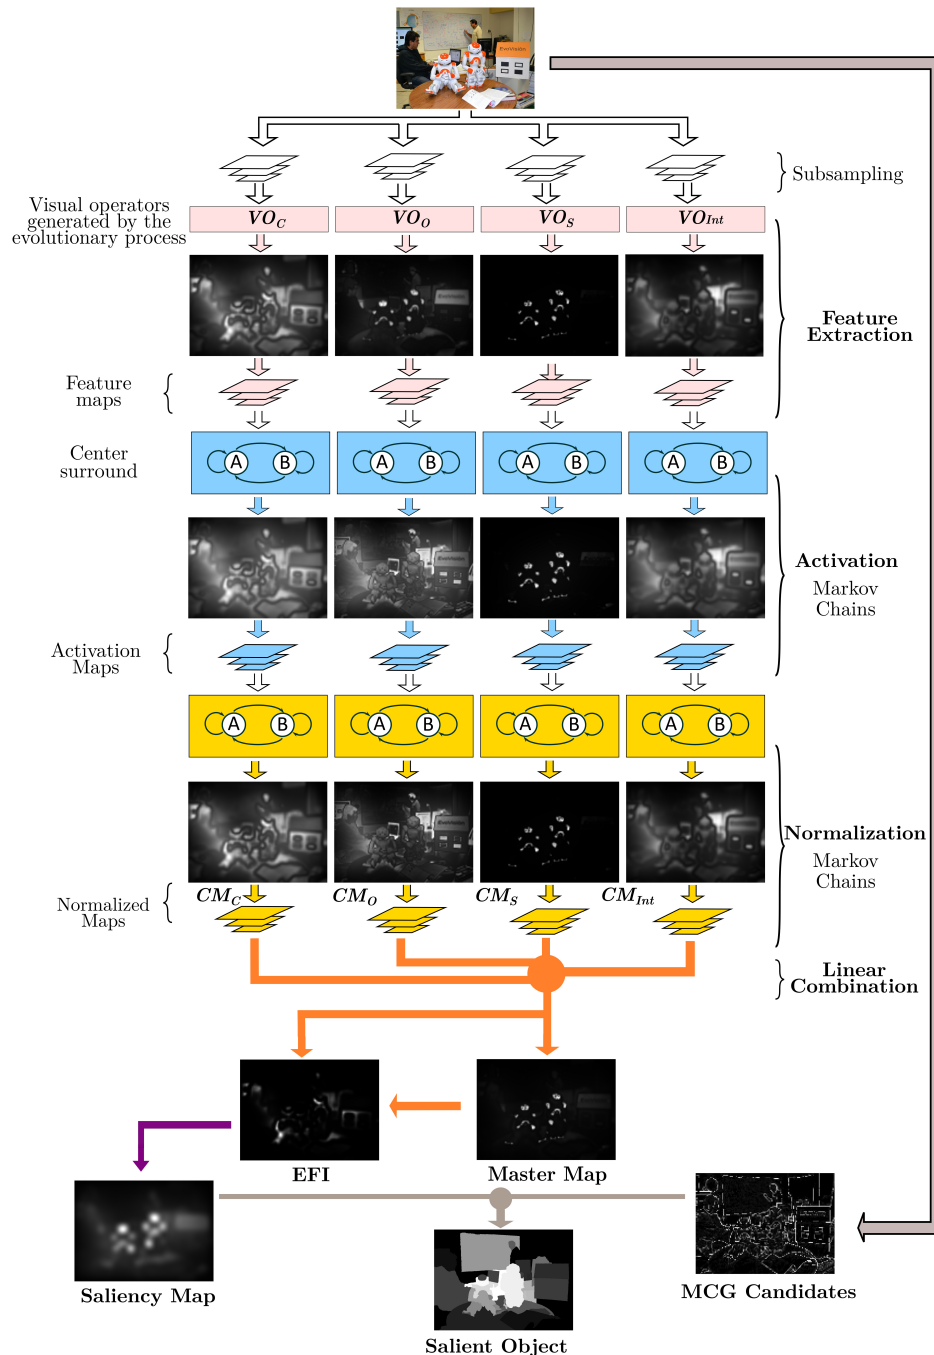 EvoVisión
Subsampling
Visual operators
generated by the
evolutionary process
VO_C
VO_O
VO_S
VO_Int
Feature
Extraction
Feature
maps
Center
surround
A B
A B
A B
A B
Activation
Markov
Chains
Activation
Maps
A B
A B
A B
A B
Normalization
Markov
Chains
Normalized
Maps
CM_C
CM_O
CM_S
CM_Int
Linear
Combination
EFI
Master Map
Saliency Map
MCG Candidates
Salient Object